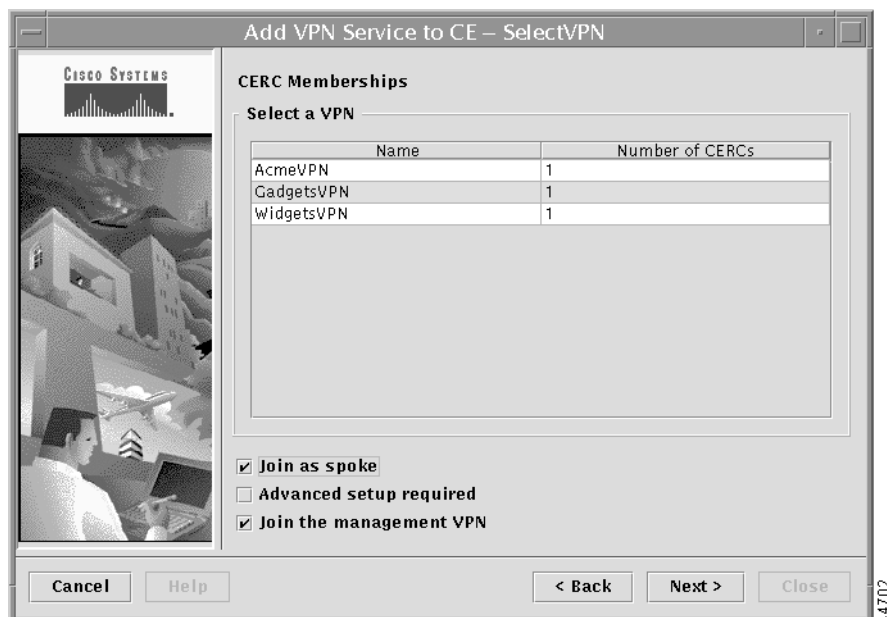 Add VPN Service to CE – SelectVPN
CISCO SYSTEMS
CERC Memberships
Select a VPN
Name Number of CERCs
AcmeVPN 1
GadgetsVPN 1
WidgetsVPN 1
Join as spoke
Advanced setup required
Join the management VPN
Cancel Help < Back Next > Close